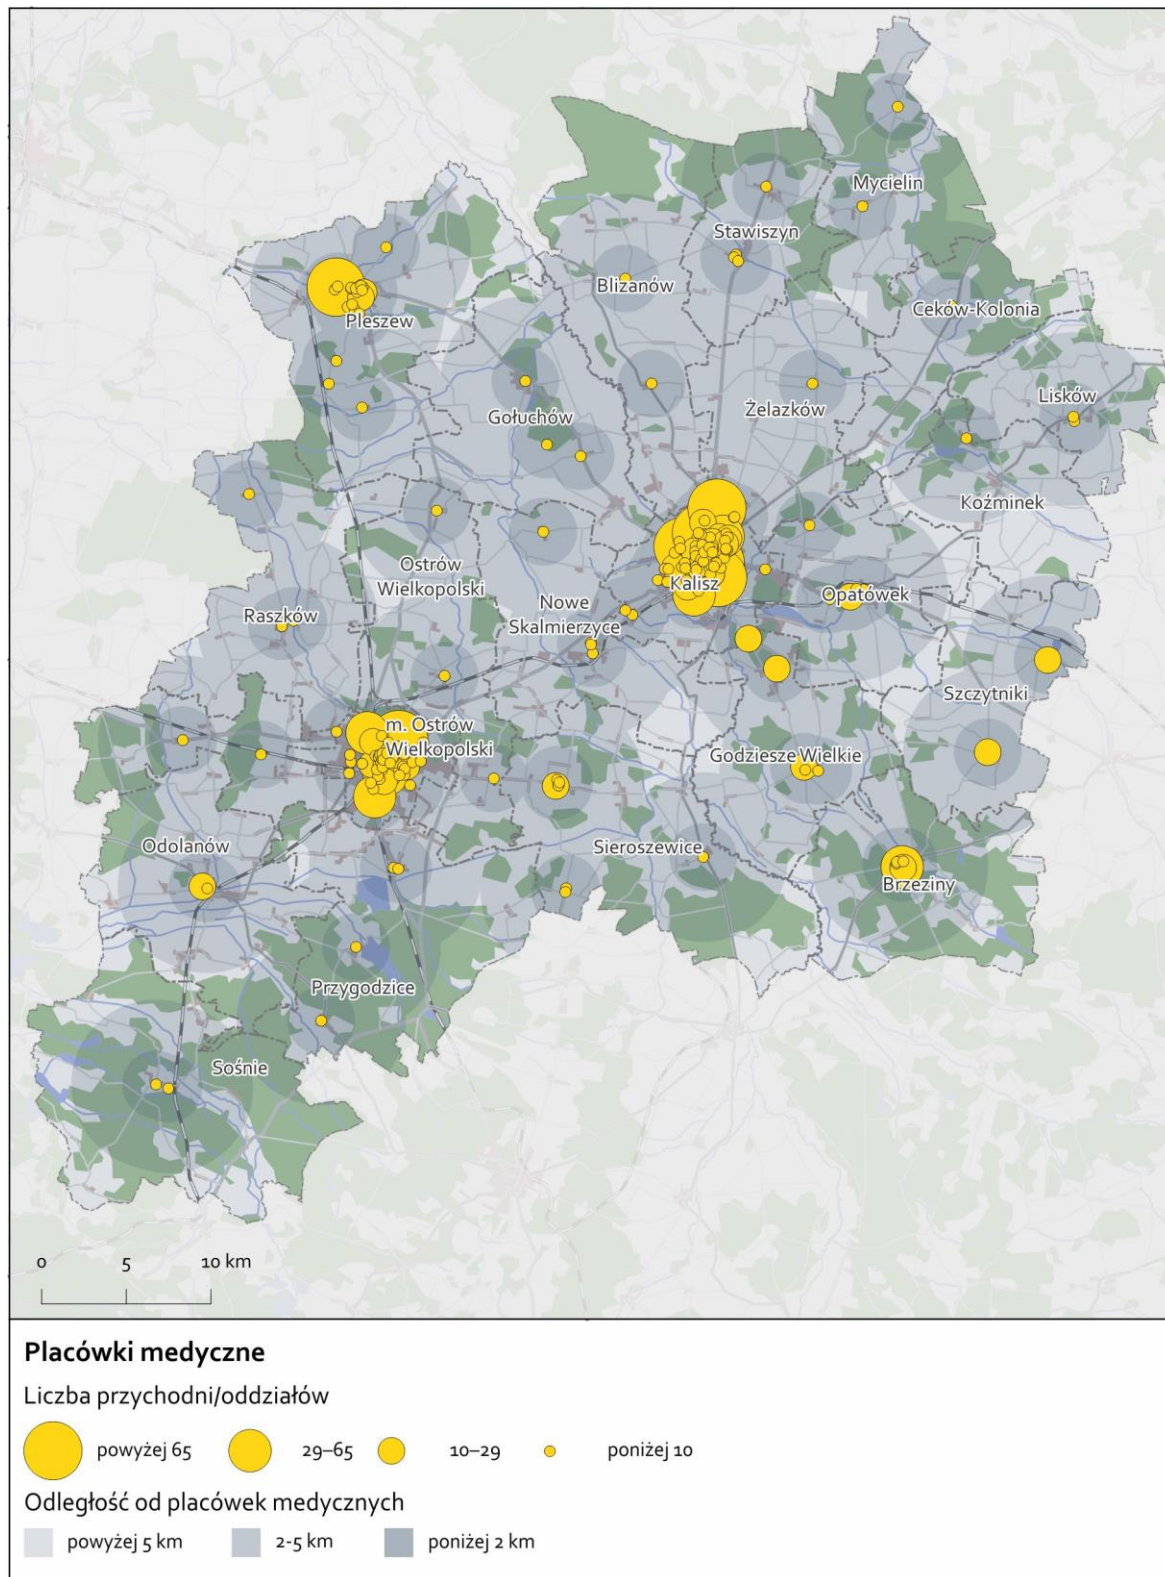 Mycielin
Stawiszyn
Blizanów
Ceków-Kolonia
Pleszew
Lisków
Żelazków
Gołuchów
Koźminek
Ostrów
Wielkopolski
Kalisz
Opatówek
Nowe
Skalmierzyce
Raszków
Szczytniki
m. Ostrów
Wielkopolski
Godziesze Wielkie
Odolanów
Sieroszewice
Brzeziny
Przygodzice
Sośnie
0 5 10 km
Placówki medyczne
Liczba przychodni/oddziałów
powyżej 65 29–65 10–29 poniżej 10
Odległość od placówek medycznych
powyżej 5 km 2-5 km poniżej 2 km